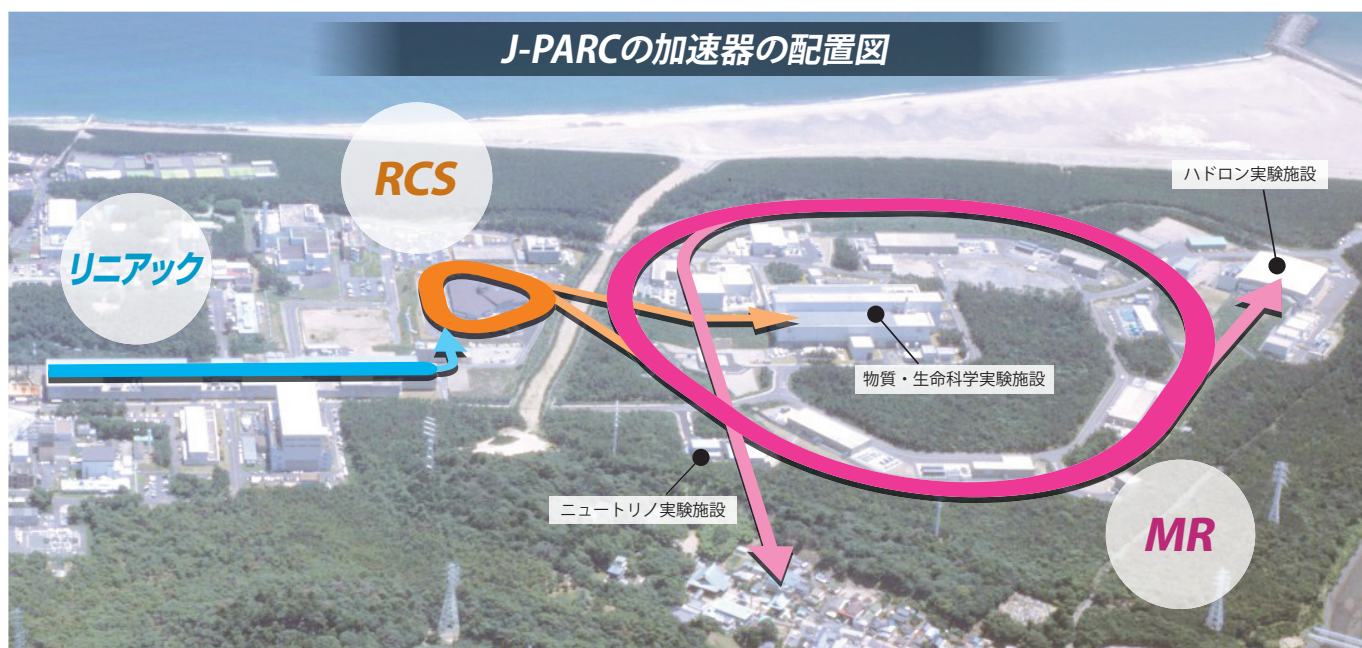 J-PARCの加速器の配置図
RCS
ハドロン実験施設
リニアック
物質・生命科学実験施設
ニュートリノ実験施設
MR